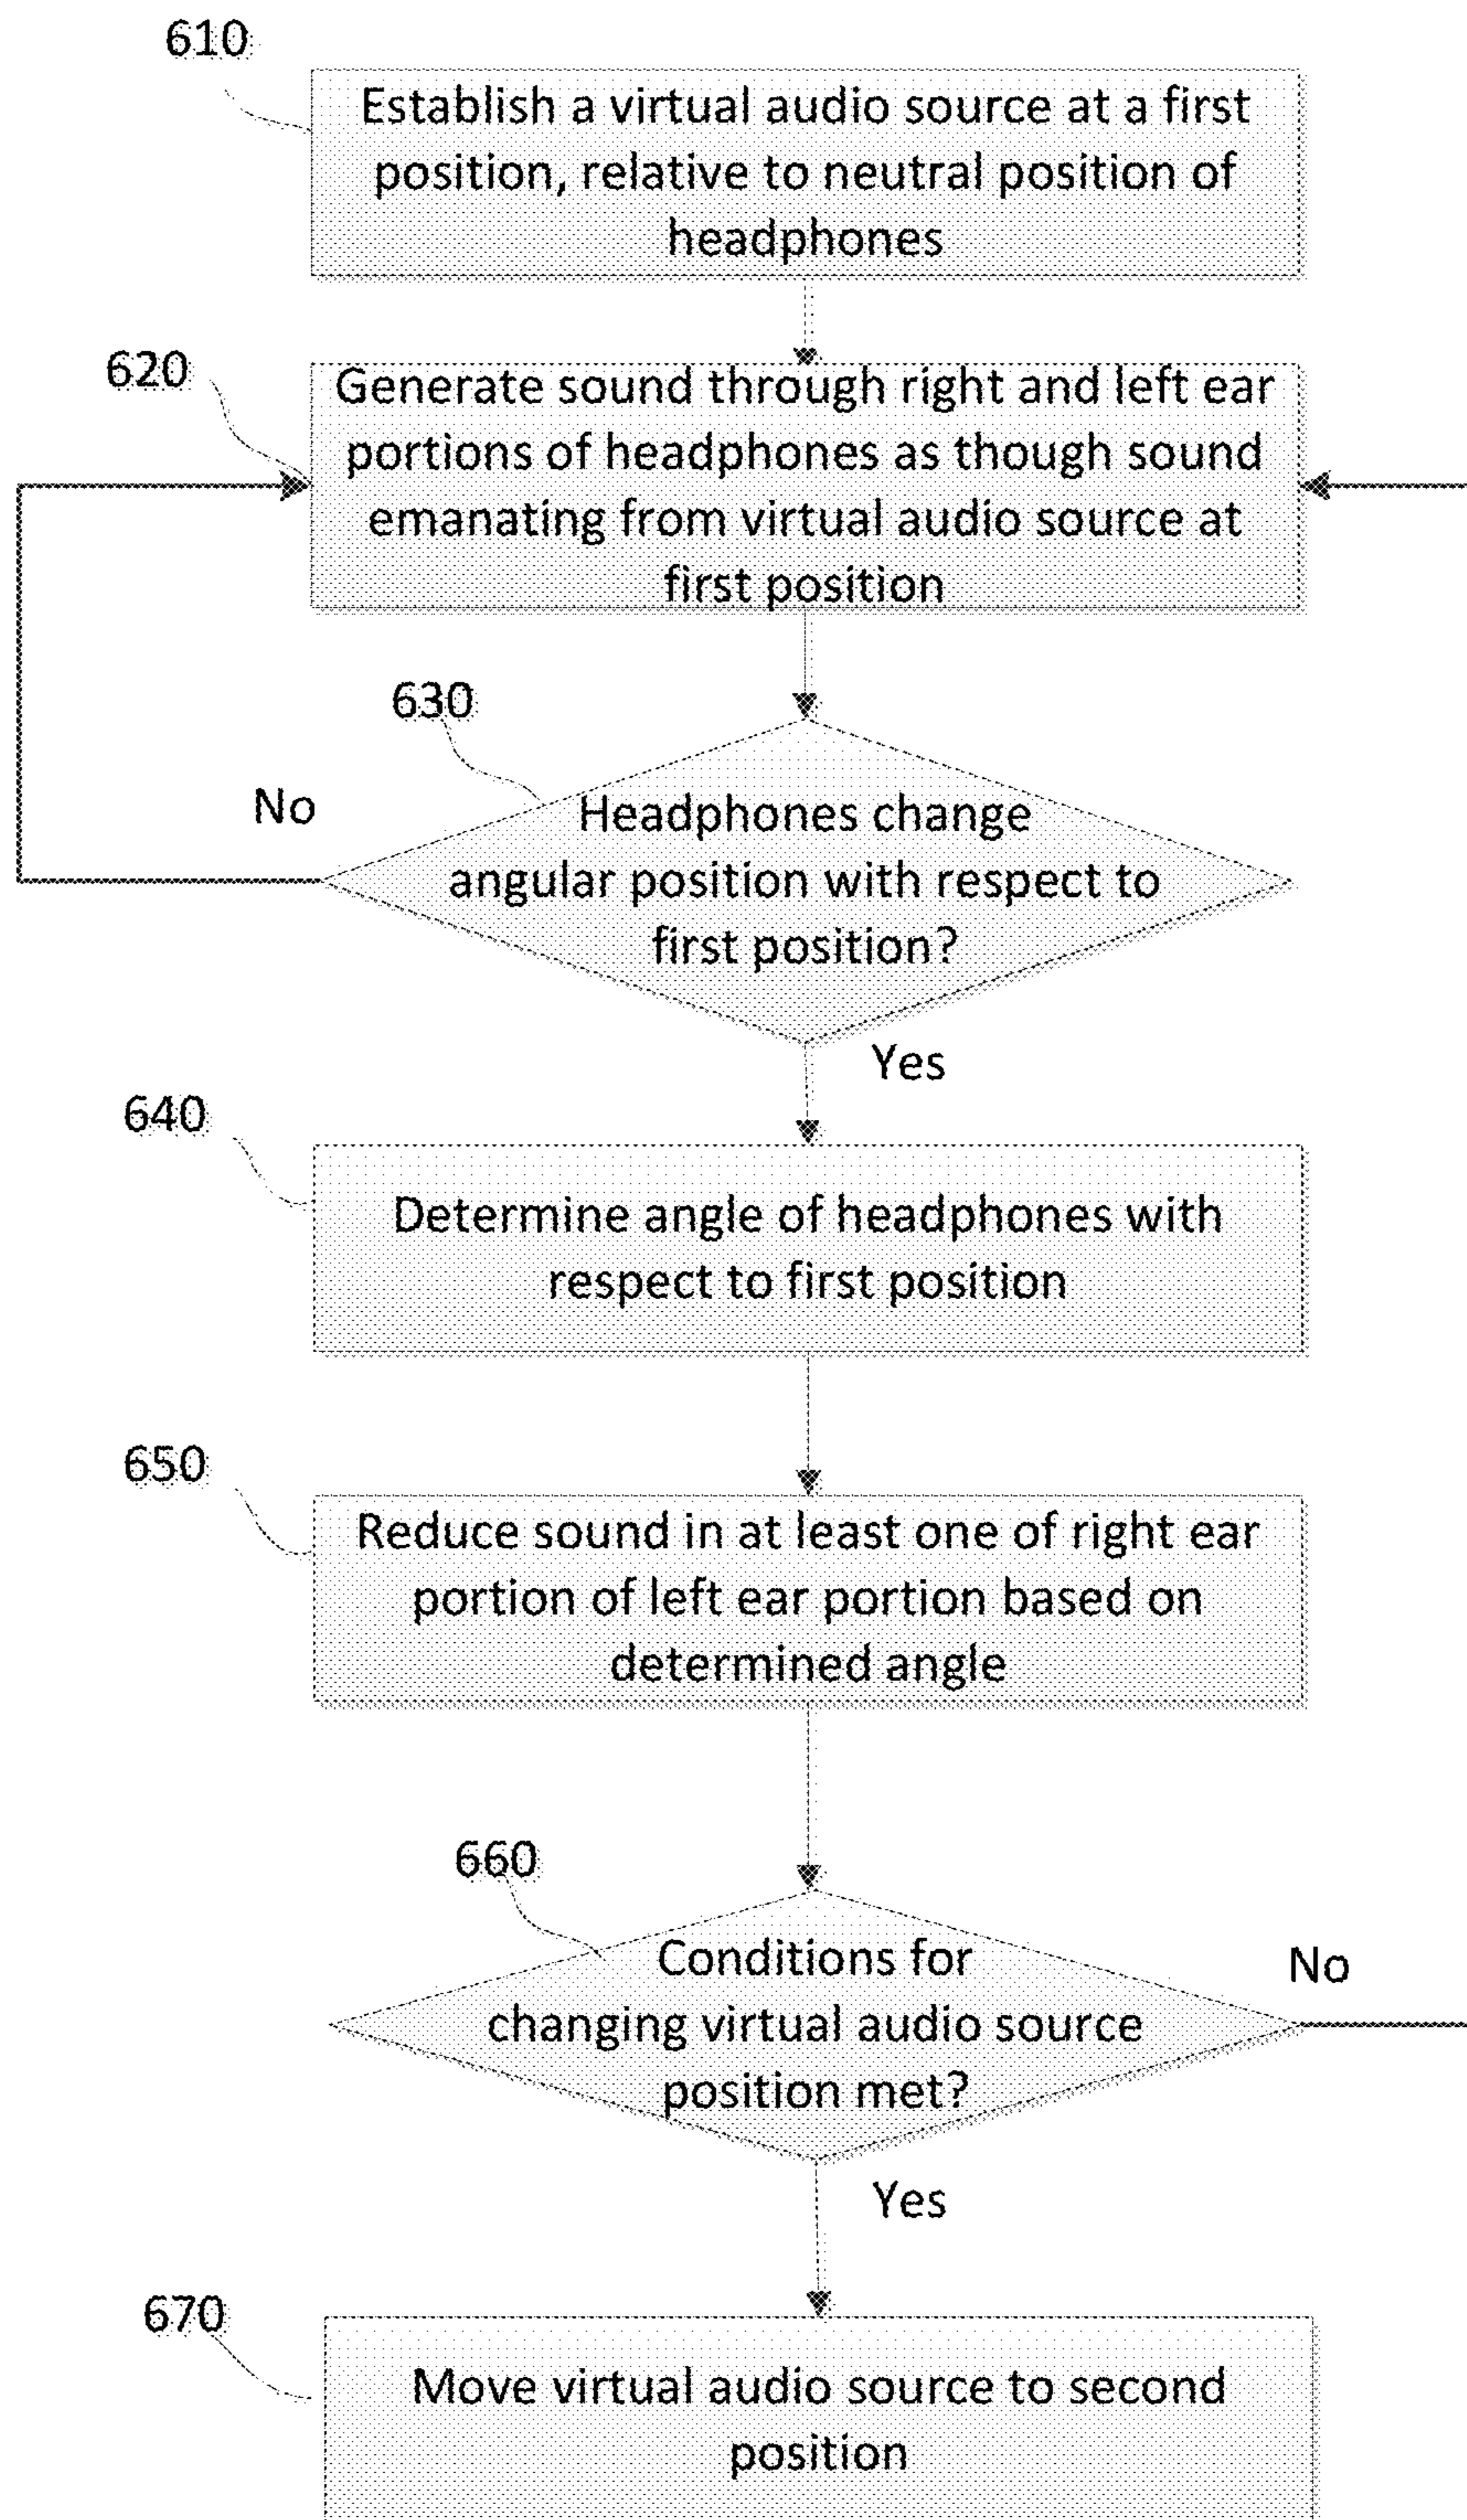 610
Establish a virtual audio source at a first
position, relative to neutral position of
headphones
620
Generate sound through right and left ear
portions of headphones as though sound
emanating from virtual audio source at
first position
630
No
Headphones change
angular position with respect to
first position?
Yes
640
Determine angle of headphones with
respect to first position
650
Reduce sound in at least one of right ear
portion of left ear portion based on
determined angle
660
Conditions for
changing virtual audio source
position met?
No
Yes
670
Move virtual audio source to second
position